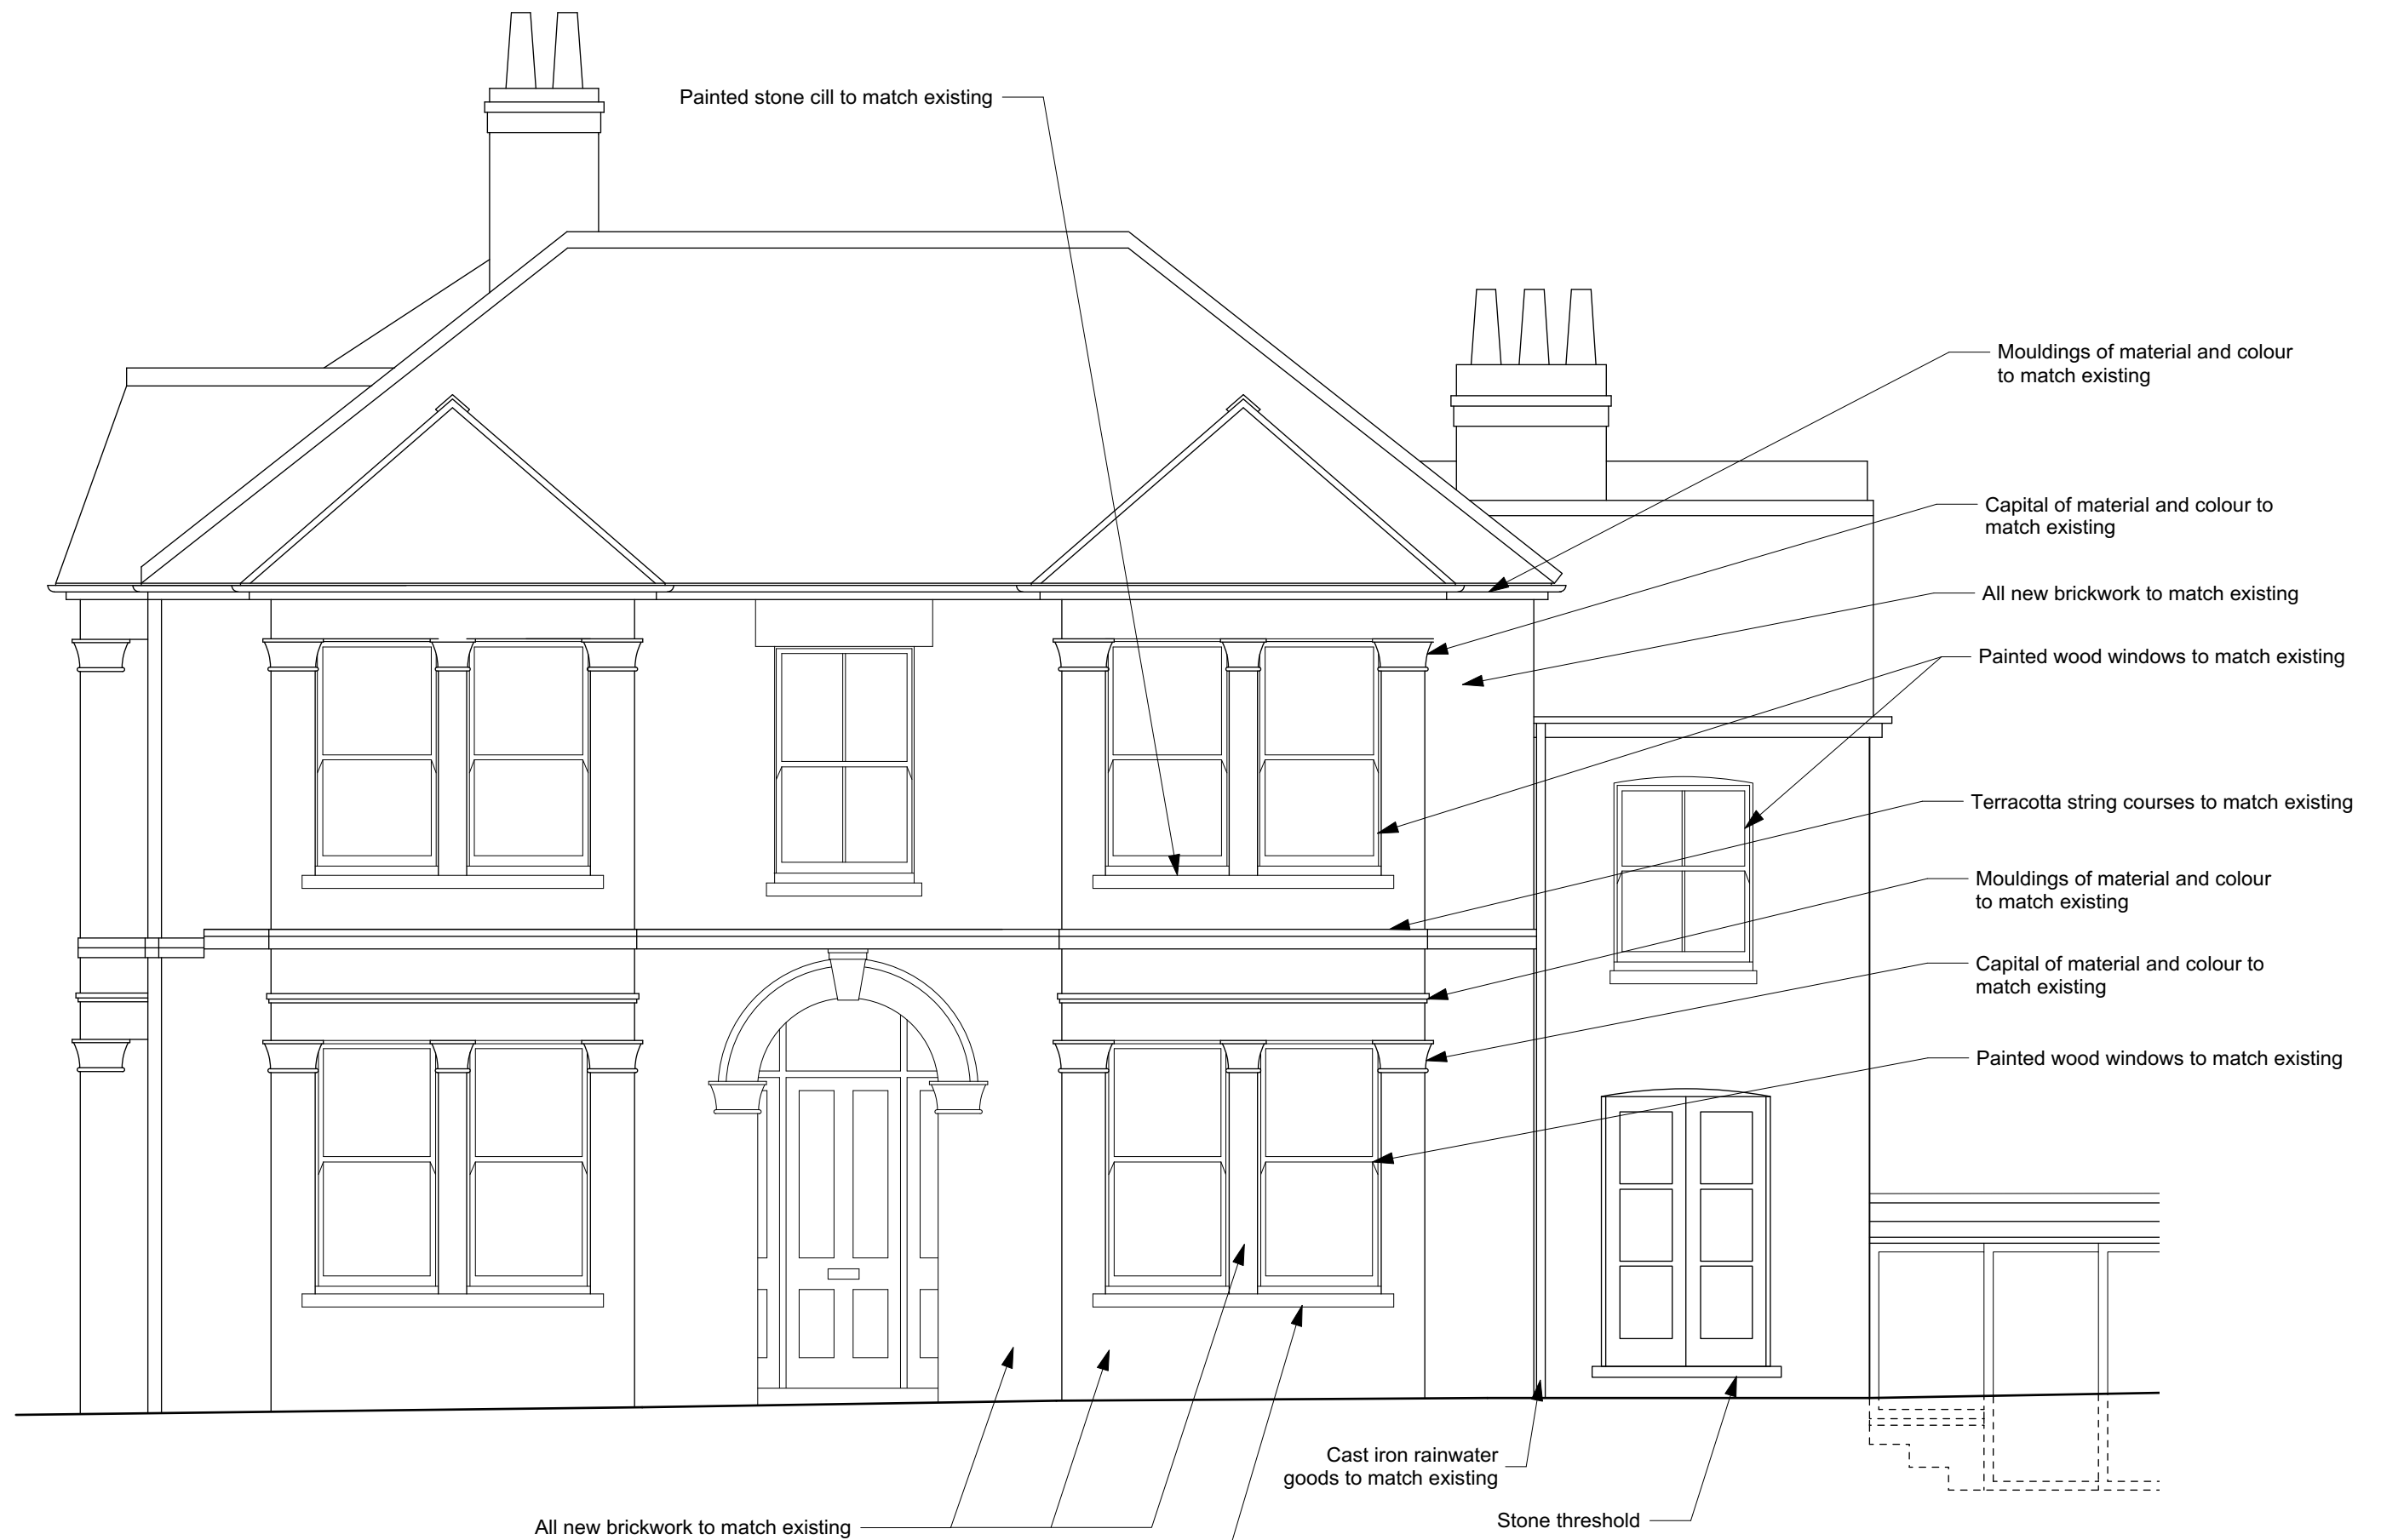 Painted stone cill to match existing
Mouldings of material and colour
to match existing
Capital of material and colour to
match existing
All new brickwork to match existing
Painted wood windows to match existing
Terracotta string courses to match existing
Mouldings of material and colour
to match existing
Capital of material and colour to
match existing
Painted wood windows to match existing
Cast iron rainwater
goods to match existing
Stone threshold
All new brickwork to match existing